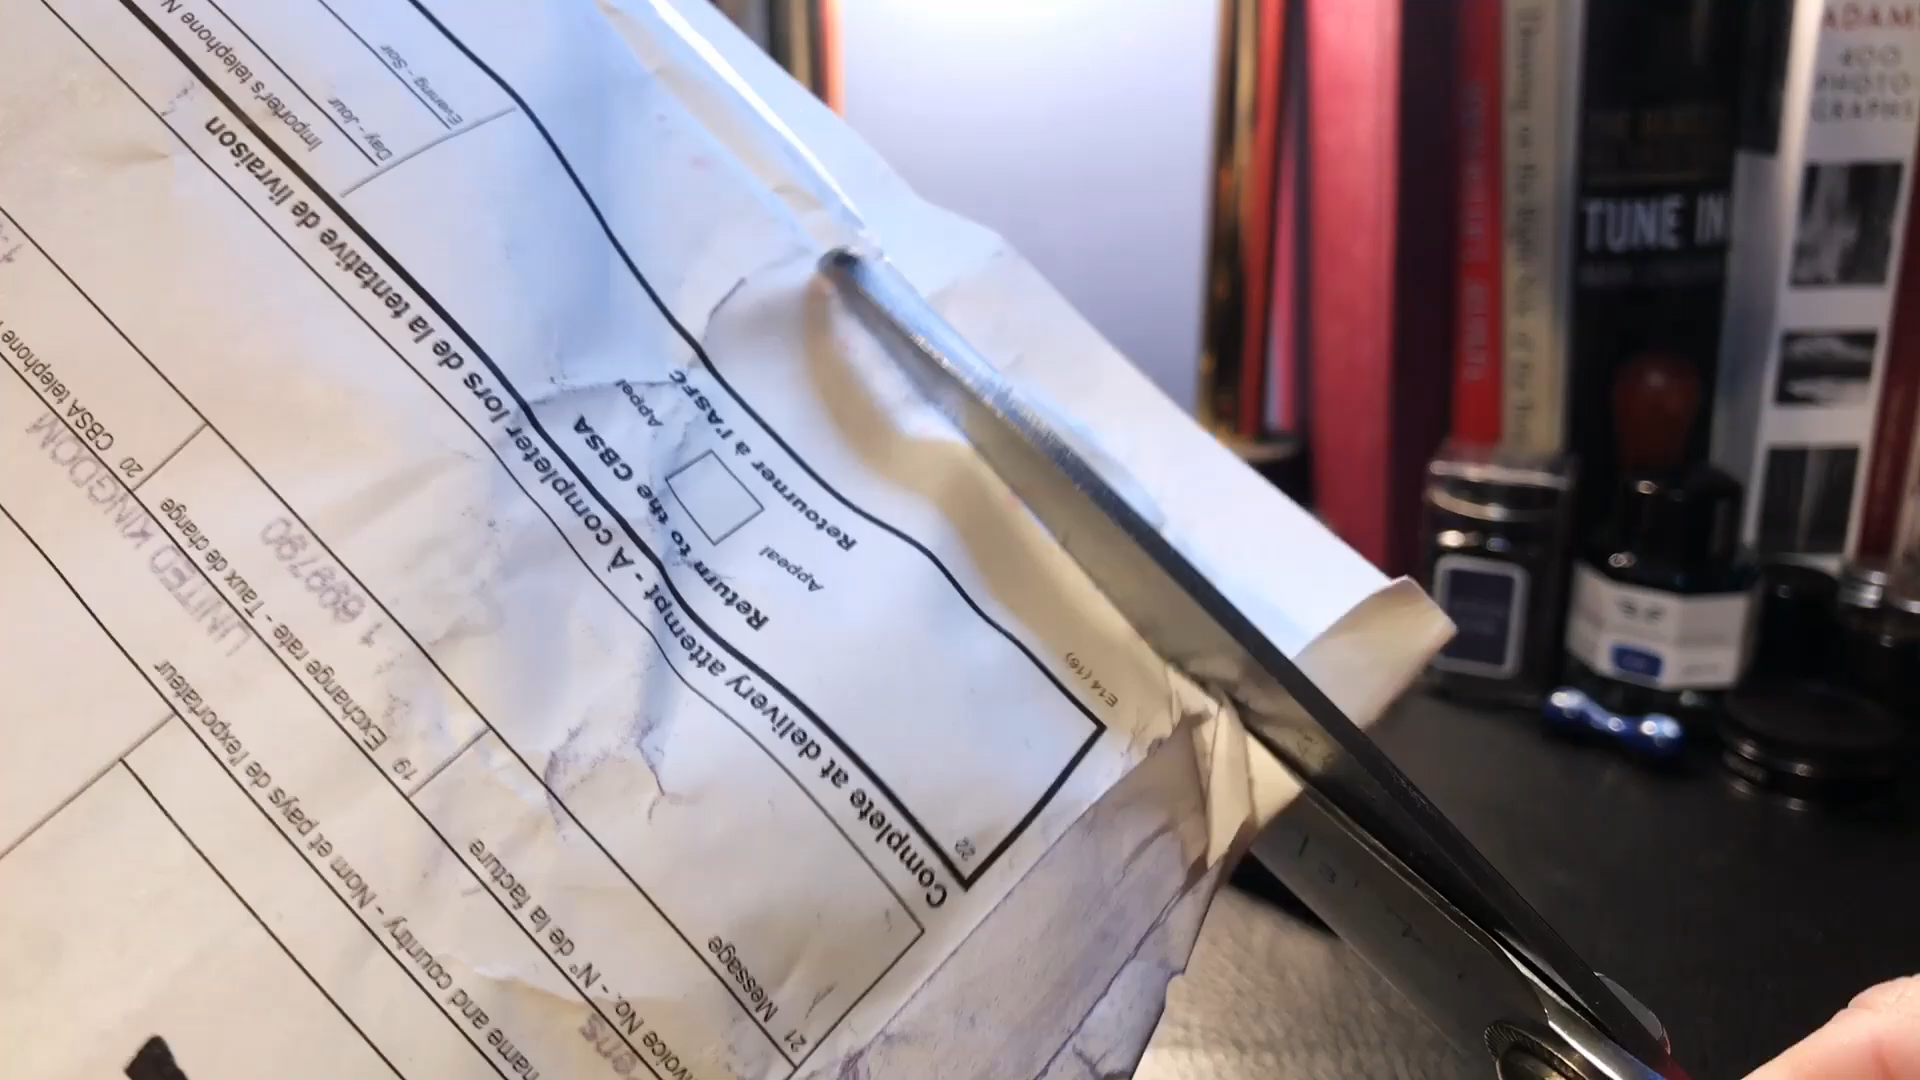 Importer's telephone N
Day - Jour
Evening - Soir
Complete at delivery attempt - À compléter lors de la tentative de livraison
22
Return to the CBSA
Retourner à l'ASFC
Appeal
Appel
E14 (16)
20 CBSA telephone
19 Exchange rate - Taux de change
1 699790
21 Message
UNITED KINGDOM
name and country - Nom et pays de l'exportateur
voice No. - N° de la facture
TUNE IN
ADAMS
400
PHOTO
GRAPHS